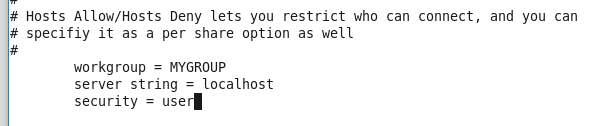 #
# Hosts Allow/Hosts Deny lets you restrict who can connect, and you can
# specifiy it as a per share option as well
#
workgroup = MYGROUP
server string = localhost
security = user